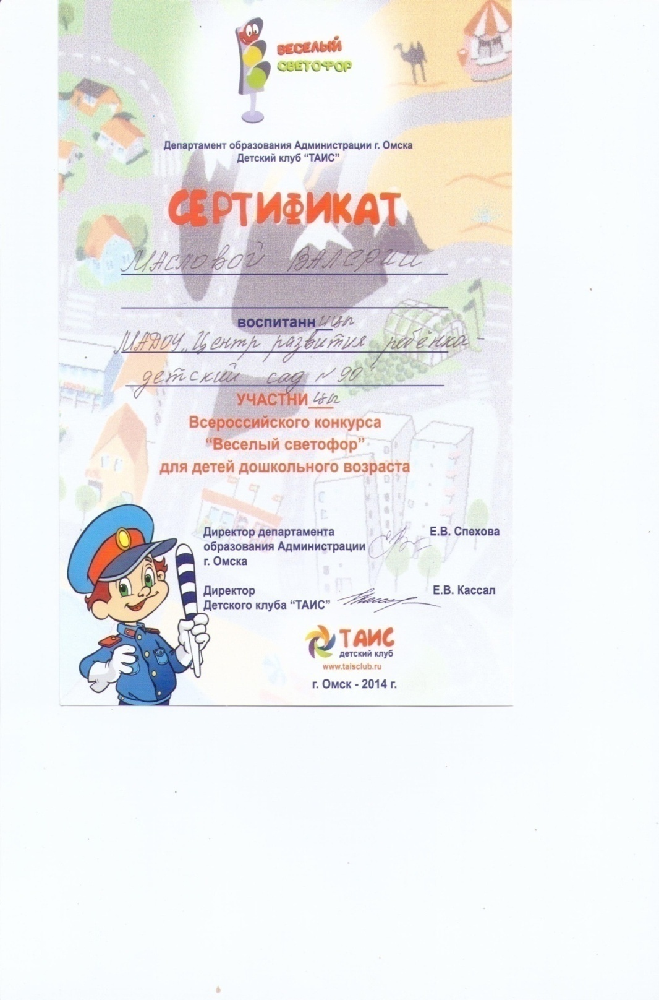 ВЕСЕЛЫЙ
СВЕТОФОР
Департамент образования Администрации г. Омска
Детский клуб “ТАИС”
СЕРТИФИКАТ
Масловой Валерии
воспитанницы
МАДОУ „Центр развития ребёнка-
детский сад №90"
УЧАСТНИцы
Всероссийского конкурса
“Веселый светофор”
для детей дошкольного возраста
Директор департамента Е.В. Спехова
образования Администрации
г. Омска
Директор Е.В. Кассал
Детского клуба “ТАИС”
ТАИС
детский клуб
www.taisclub.ru
г. Омск - 2014 г.